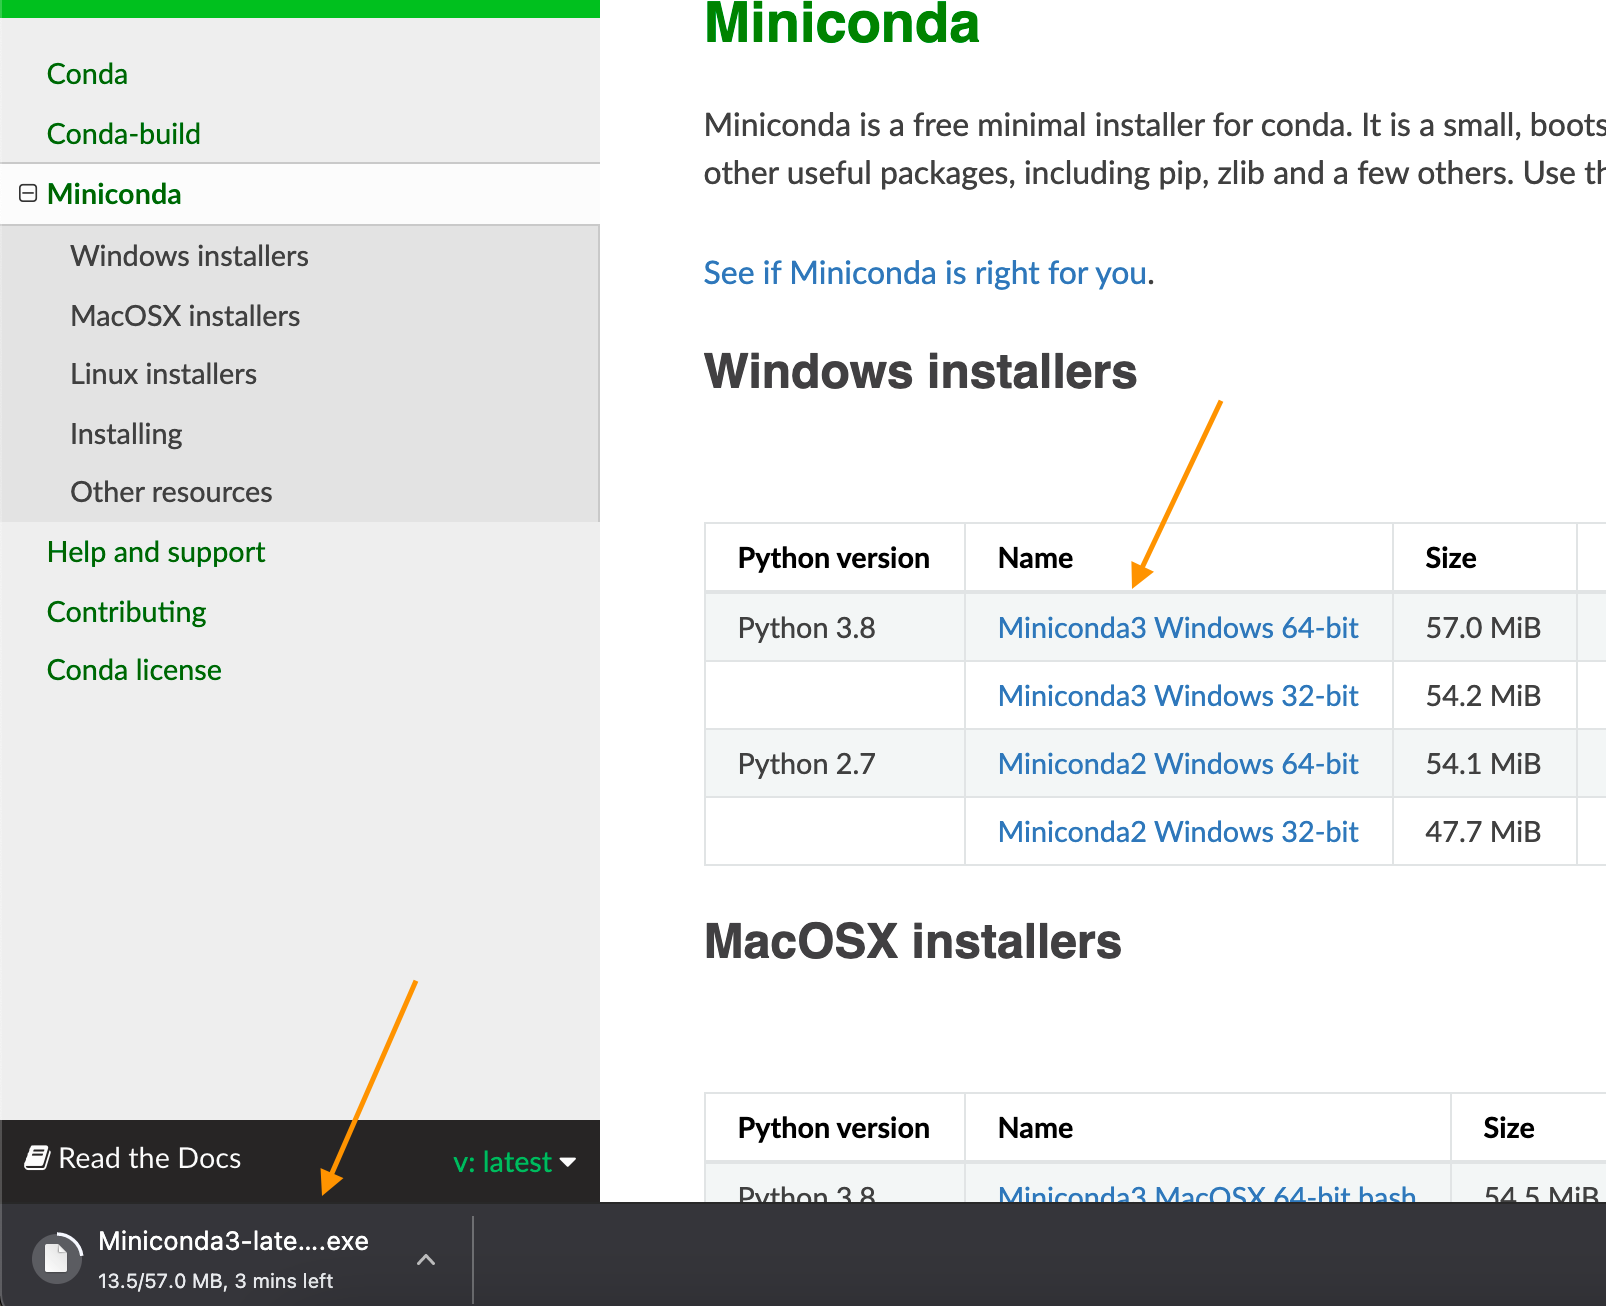 Conda
Conda-build
Miniconda
Windows installers
MacOSX installers
Linux installers
Installing
Other resources
Help and support
Contributing
Conda license
Read the Docs
v: latest
Miniconda
Miniconda is a free minimal installer for conda. It is a small, boots
other useful packages, including pip, zlib and a few others. Use th
See if Miniconda is right for you.
Windows installers
Python version Name Size
Python 3.8 Miniconda3 Windows 64-bit 57.0 MiB
Miniconda3 Windows 32-bit 54.2 MiB
Python 2.7 Miniconda2 Windows 64-bit 54.1 MiB
Miniconda2 Windows 32-bit 47.7 MiB
MacOSX installers
Python version Name Size
Python 3.8 Miniconda3 MacOSX 64-bit bash 54.5 MiB
Miniconda3-late....exe
13.5/57.0 MB, 3 mins left